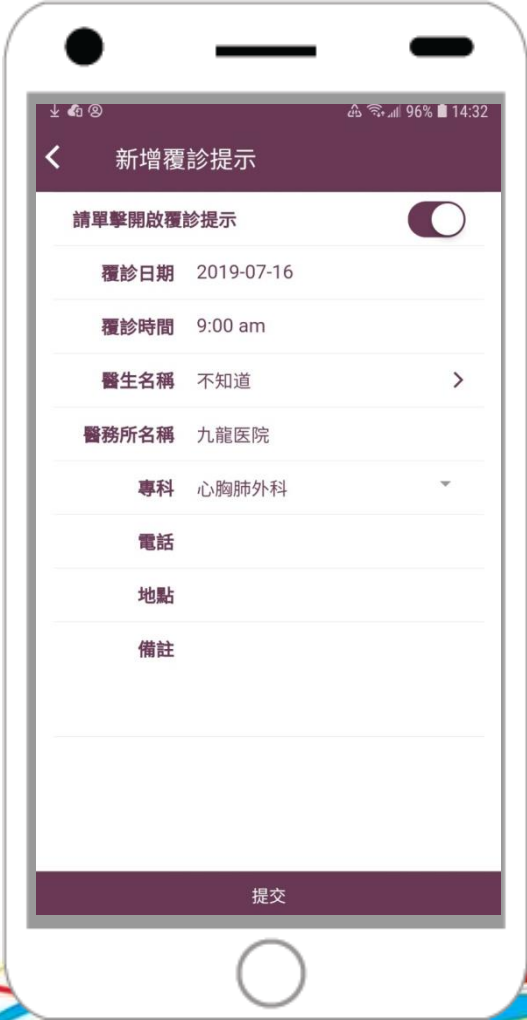 96% 14:32
新增覆診提示
請單擊開啟覆診提示
覆診日期 2019-07-16
覆診時間 9:00 am
醫生名稱 不知道
醫務所名稱 九龍医院
專科 心胸肺外科
電話
地點
備註
提交